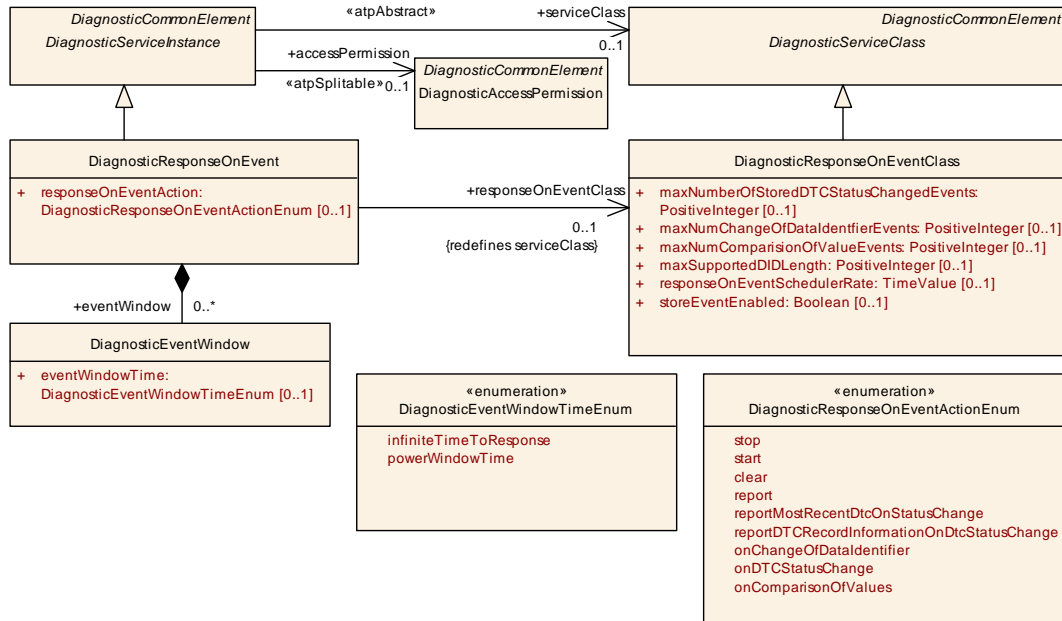 DiagnosticCommonElement
DiagnosticServiceInstance
«atpAbstract»
+serviceClass
0..1
DiagnosticCommonElement
DiagnosticServiceClass
+accessPermission
«atpSplitable»
0..1
DiagnosticCommonElement
DiagnosticAccessPermission
DiagnosticResponseOnEvent
+ responseOnEventAction:
DiagnosticResponseOnEventActionEnum [0..1]
+responseOnEventClass
0..1
{redefines serviceClass}
DiagnosticResponseOnEventClass
+ maxNumberOfStoredDTCStatusChangedEvents:
PositiveInteger [0..1]
+ maxNumChangeOfDataIdentfierEvents: PositiveInteger [0..1]
+ maxNumComparisionOfValueEvents: PositiveInteger [0..1]
+ maxSupportedDIDLength: PositiveInteger [0..1]
+ responseOnEventSchedulerRate: TimeValue [0..1]
+ storeEventEnabled: Boolean [0..1]
+eventWindow
0..*
DiagnosticEventWindow
+ eventWindowTime:
DiagnosticEventWindowTimeEnum [0..1]
«enumeration»
DiagnosticEventWindowTimeEnum
infiniteTimeToResponse
powerWindowTime
«enumeration»
DiagnosticResponseOnEventActionEnum
stop
start
clear
report
reportMostRecentDtcOnStatusChange
reportDTCRecordInformationOnDtcStatusChange
onChangeOfDataIdentifier
onDTCStatusChange
onComparisonOfValues